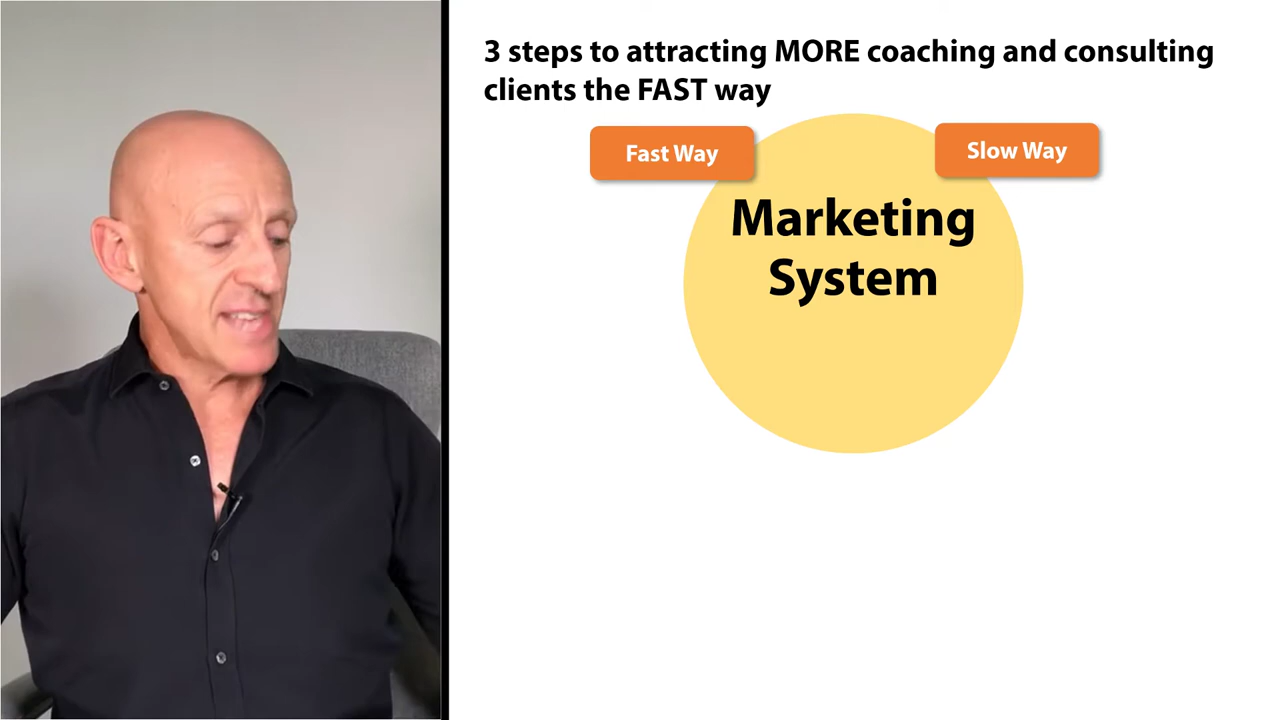 3 steps to attracting MORE coaching and consulting
clients the FAST way
Fast Way
Slow Way
Marketing
System